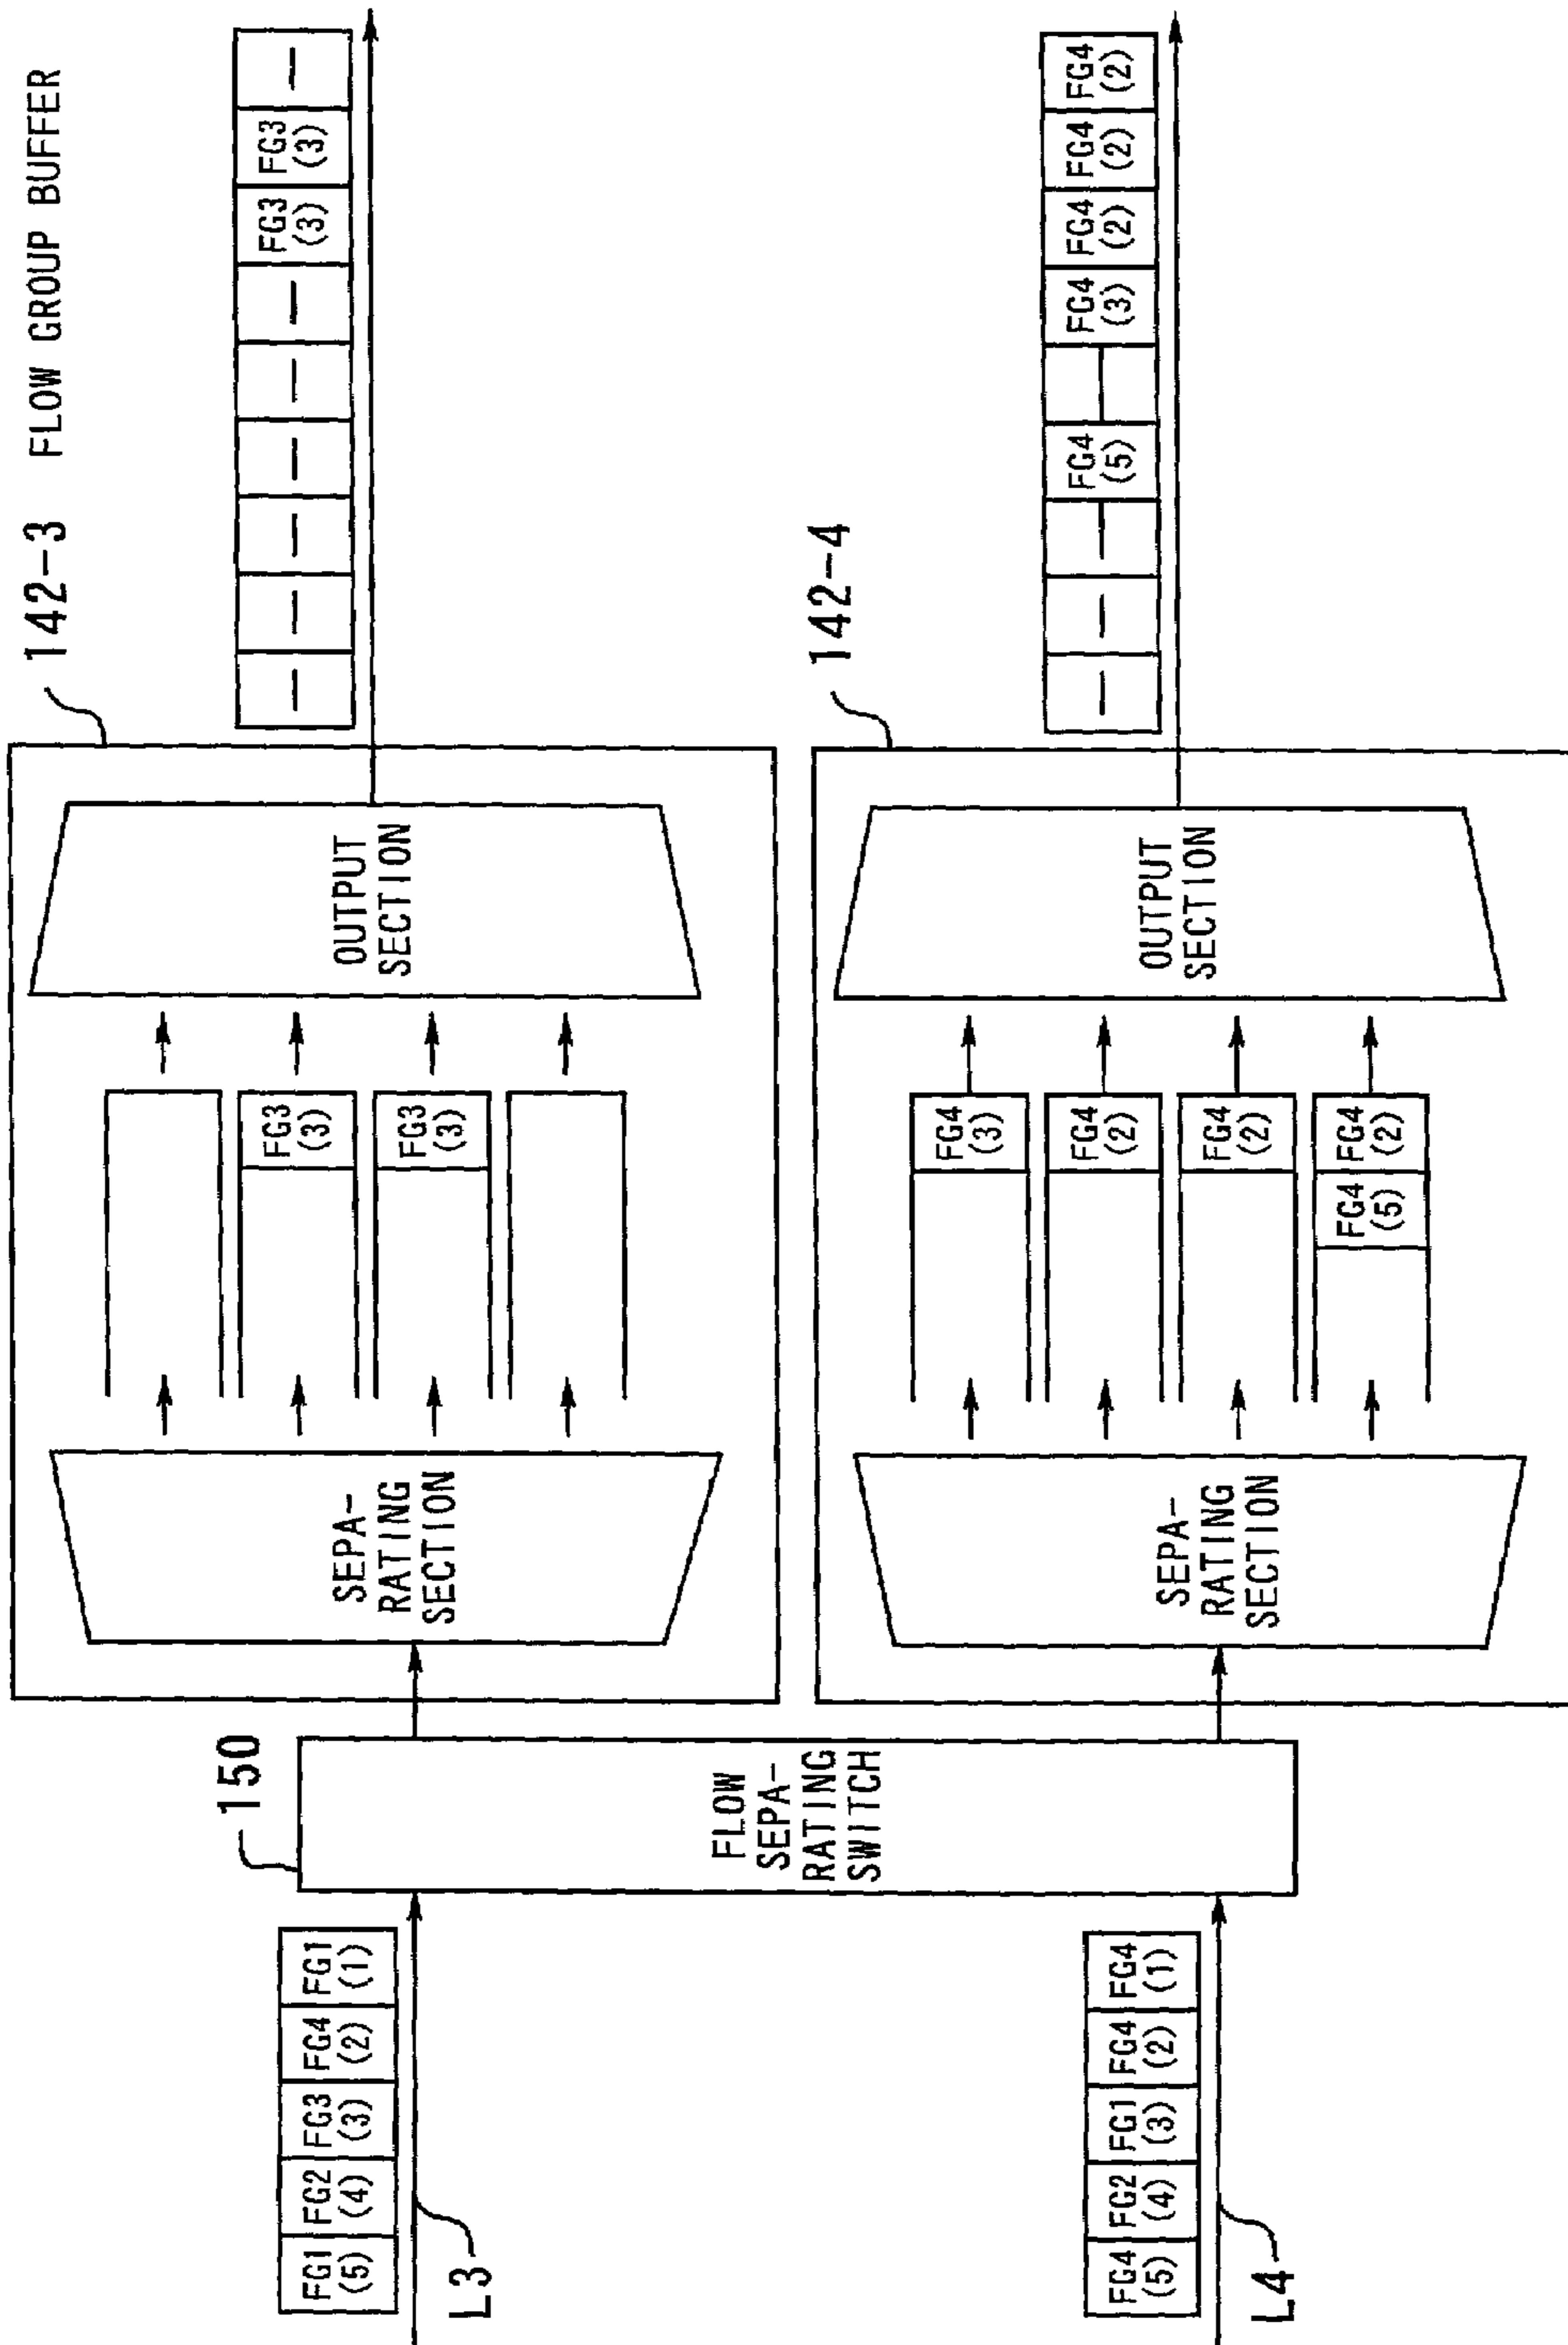 142-3 FLOW GROUP BUFFER
150
FG1 FG2 FG3 FG4 FG1
(5) (4) (3) (2) (1)
L3
FLOW
SEPA-
RATING
SWITCH
SEPA-
RATING
SECTION
FG3
(3)
FG3
(3)
OUTPUT
SECTION
— — — — — — FG3 FG3 —
(3) (3)
142-4
FG4 FG2 FG1 FG4 FG4
(5) (4) (3) (2) (1)
L4
SEPA-
RATING
SECTION
FG4
(3)
FG4
(2)
FG4
(2)
FG4 FG4
(5) (2)
OUTPUT
SECTION
— — — FG4 — FG4 FG4 FG4 FG4
(5) (3) (2) (2) (2)